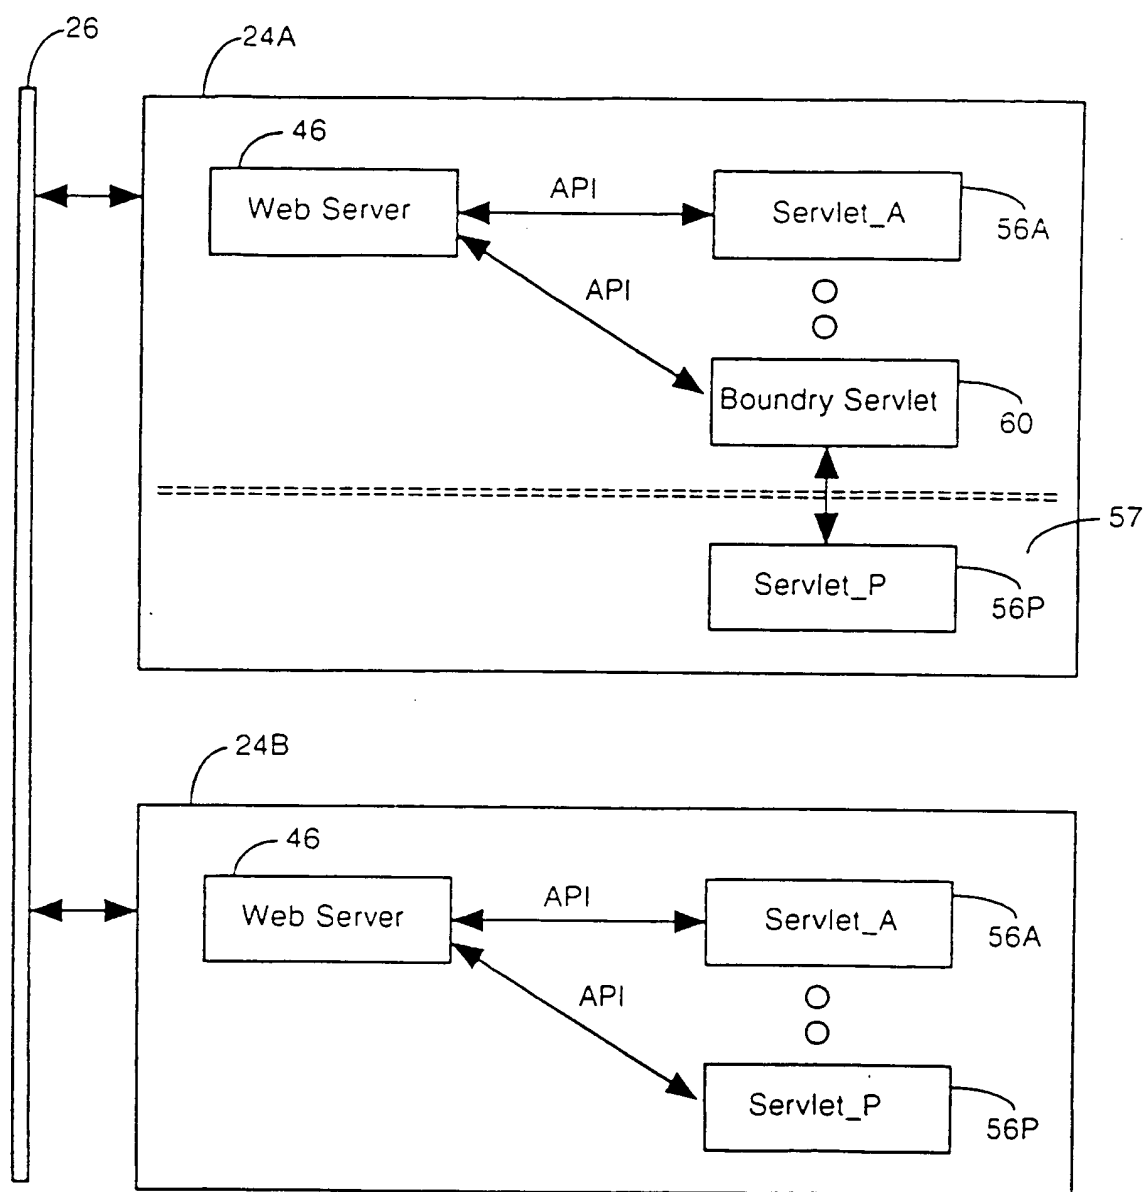 26
24A
46
Web Server
API
Servlet_A
56A
API
Boundry Servlet
60
57
Servlet_P
56P
24B
46
Web Server
API
Servlet_A
56A
API
Servlet_P
56P